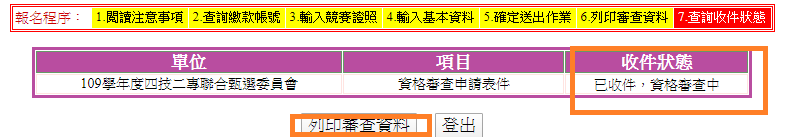 報名程序： 1.閱讀注意事項 2.查詢繳款帳號 3.輸入競賽證照 4.輸入基本資料 5.確定送出作業 6.列印審查資料 7.查詢收件狀態
單位 項目 收件狀態
109學年度四技二專聯合甄選委員會 資格審查申請表件 已收件，資格審查中
列印審查資料 登出